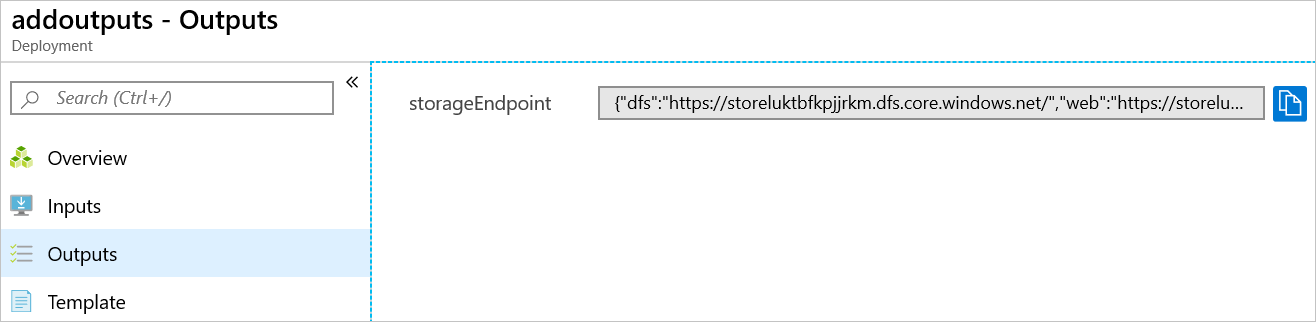 addoutputs - Outputs
Deployment
Search (Ctrl+/)
«
Overview
Inputs
Outputs
Template
storageEndpoint
{"dfs":"https://storeluktbfkpjjrkm.dfs.core.windows.net/","web":"https://storelu...